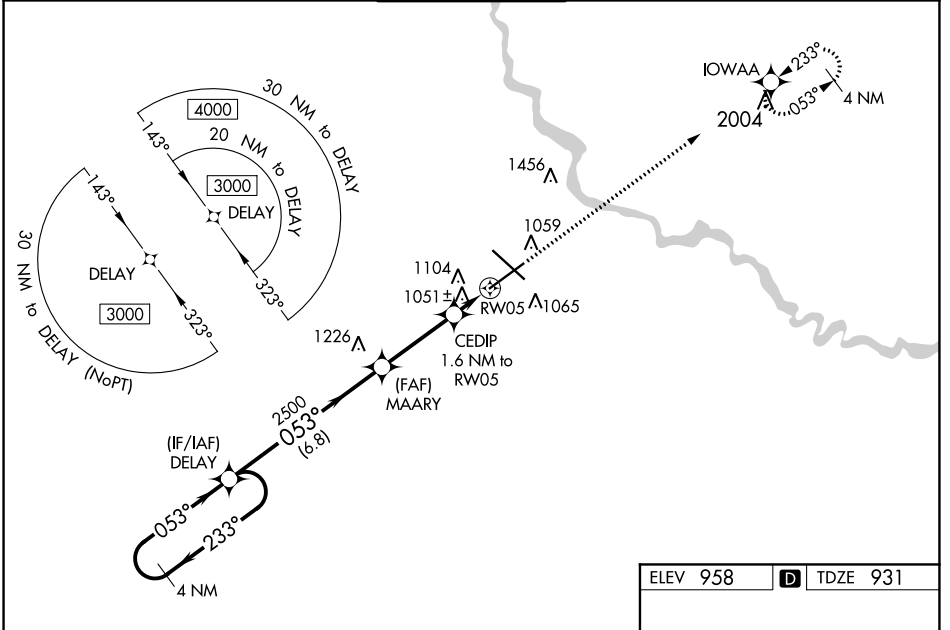 30 NM to DELAY
4000
20 NM to DELAY
3000
143°
DELAY
323°
143°
DELAY
3000
323°
30 NM to DELAY (NoPT)
IOWAA
233°
053°
4 NM
2004
1456
1059
1104
1051±
RW05
1065
CEDIP
1.6 NM to
RW05
1226
(FAF)
MAARY
2500
053°
(6.8)
(IF/IAF)
DELAY
053°
233°
4 NM
ELEV 958 D TDZE 931